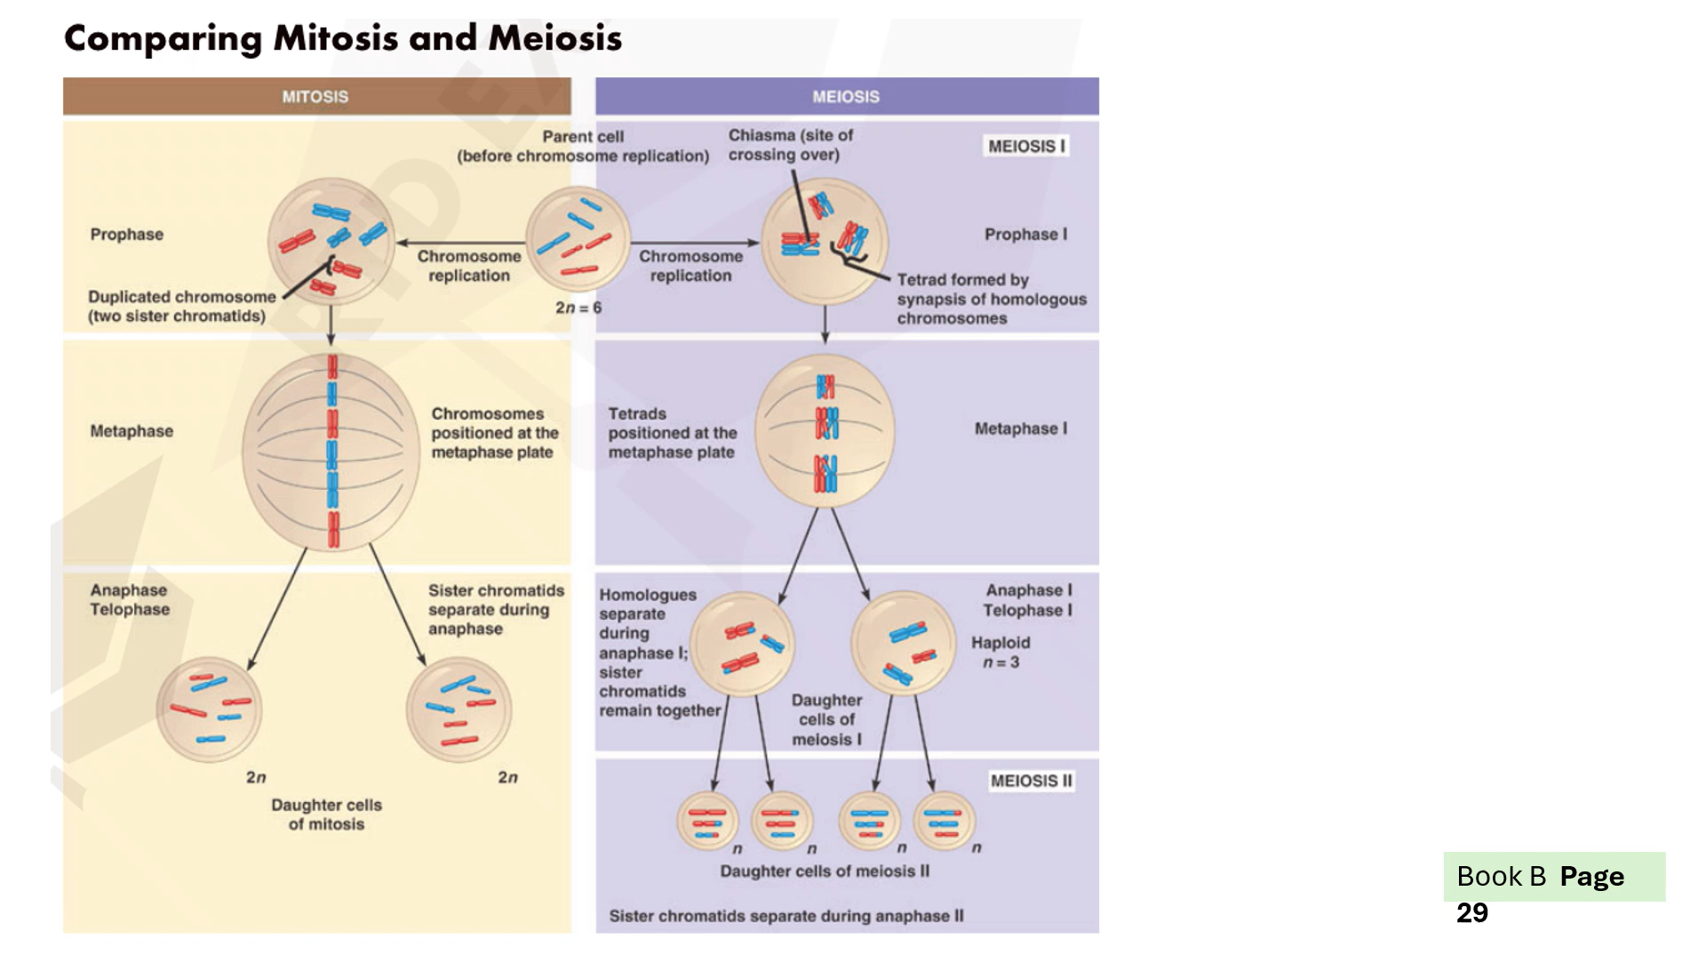 Comparing Mitosis and Meiosis
MITOSIS
MEIOSIS
Parent cell
(before chromosome replication)
Chiasma (site of
crossing over)
MEIOSIS I
Prophase
Chromosome
replication
Chromosome
replication
Prophase I
Duplicated chromosome
(two sister chromatids)
2n = 6
Tetrad formed by
synapsis of homologous
chromosomes
Metaphase
Chromosomes
positioned at the
metaphase plate
Tetrads
positioned at the
metaphase plate
Metaphase I
Anaphase
Telophase
Sister chromatids
separate during
anaphase
Homologues
separate
during
anaphase I;
sister
chromatids
remain together
Anaphase I
Telophase I
Haploid
n = 3
Daughter
cells of
meiosis I
2n
2n
Daughter cells
of mitosis
MEIOSIS II
n
n
n
n
Daughter cells of meiosis II
Sister chromatids separate during anaphase II
Book B Page
29